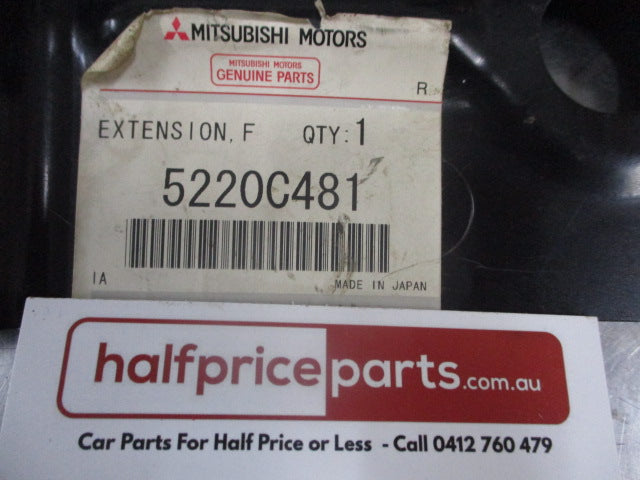 MITSUBISHI MOTORS
MITSUBISHI MOTORS
GENUINE PARTS
R
EXTENSION, F QTY:1
5220C481
IA MADE IN JAPAN
halfpriceparts.com.au
Car Parts For Half Price or Less - Call 0412 760 479